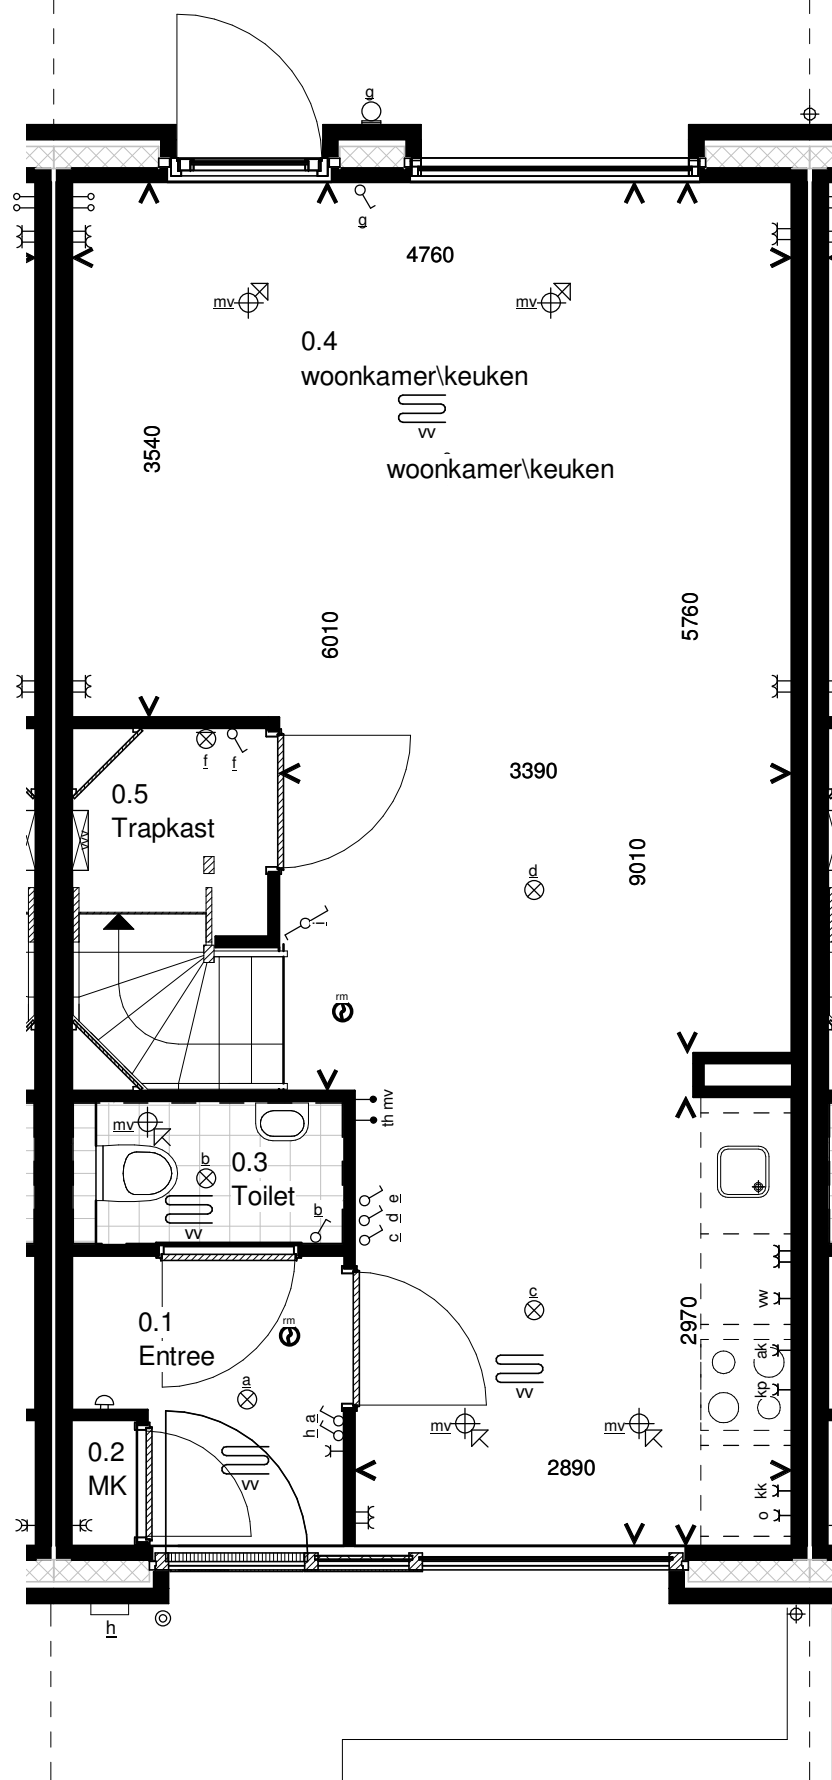 g
g
4760
mv
mv
0.4
woonkamer\keuken
vv
woonkamer\keuken
3540
6010
5760
f
f
3390
0.5
Trapkast
wv
9010
d
i
rm
th mv
mv
b
0.3
Toilet
vv
b
c d e
c
vw
2970
0.1
Entree
rm
ak
kp
vv
a
h a
mv
mv
0.2
MK
vv
2890
kk
o
h